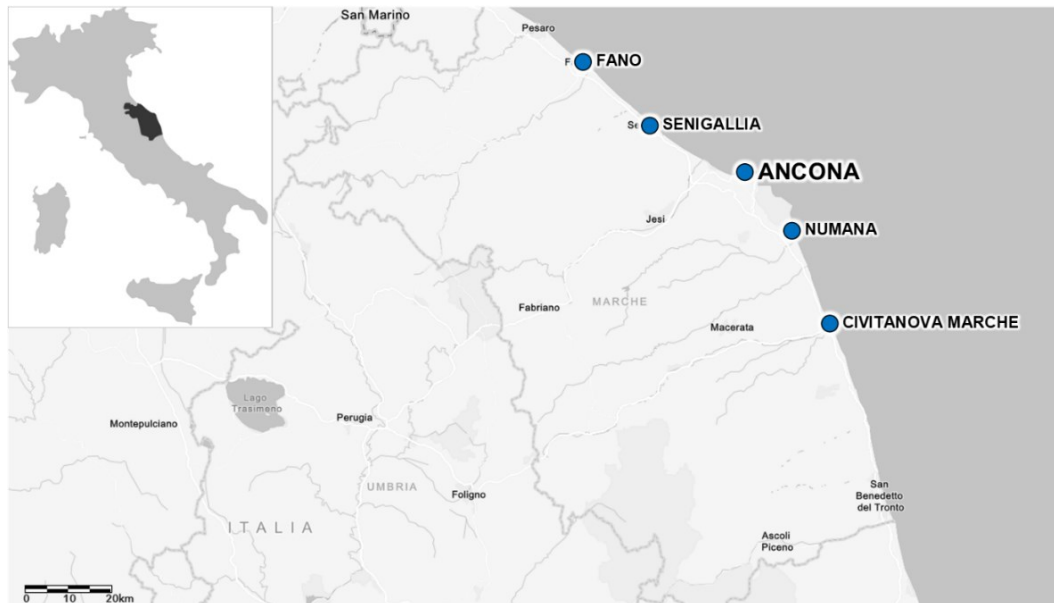 San Marino
Pesaro
F
FANO
Se
SENIGALLIA
ANCONA
Jesi
NUMANA
Fabriano
MARCHE
Macerata
CIVITANOVA MARCHE
Lago
Trasimeno
Montepulciano
Perugia
UMBRIA
Foligno
San
Benedetto
del Tronto
ITALIA
Ascoli
Piceno
0 10 20km